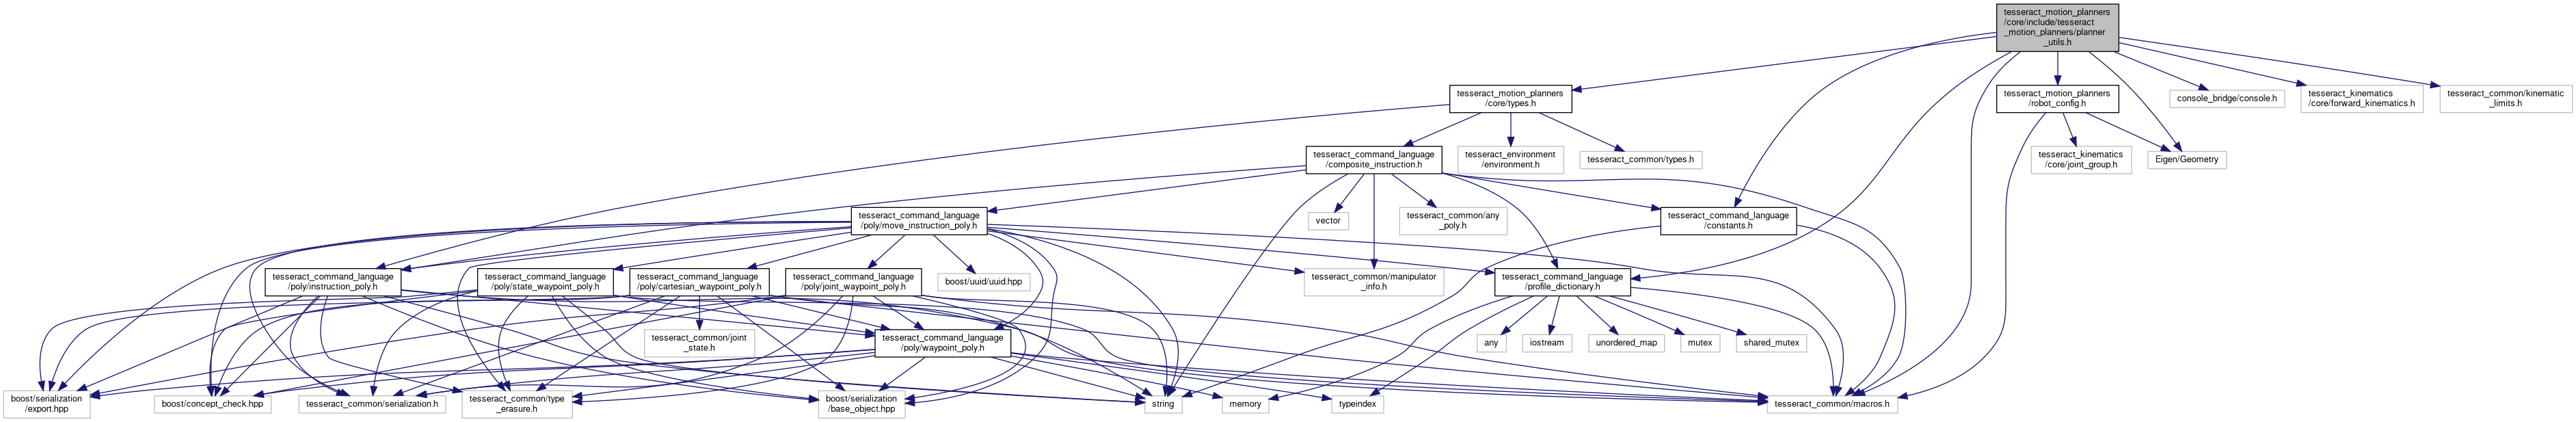 tesseract_motion_planners
/core/include/tesseract
_motion_planners/planner
_utils.h
tesseract_motion_planners
/core/types.h
tesseract_motion_planners
/robot_config.h
console_bridge/console.h
tesseract_kinematics
/core/forward_kinematics.h
tesseract_common/kinematic
_limits.h
tesseract_command_language
/composite_instruction.h
tesseract_environment
/environment.h
tesseract_common/types.h
tesseract_kinematics
/core/joint_group.h
Eigen/Geometry
tesseract_command_language
/poly/move_instruction_poly.h
vector
tesseract_common/any
_poly.h
tesseract_command_language
/constants.h
tesseract_command_language
/poly/instruction_poly.h
tesseract_command_language
/poly/state_waypoint_poly.h
tesseract_command_language
/poly/cartesian_waypoint_poly.h
tesseract_command_language
/poly/joint_waypoint_poly.h
boost/uuid/uuid.hpp
tesseract_common/manipulator
_info.h
tesseract_command_language
/profile_dictionary.h
tesseract_common/joint
_state.h
tesseract_command_language
/poly/waypoint_poly.h
any
iostream
unordered_map
mutex
shared_mutex
boost/serialization
/export.hpp
boost/concept_check.hpp
tesseract_common/serialization.h
tesseract_common/type
_erasure.h
boost/serialization
/base_object.hpp
string
memory
typeindex
tesseract_common/macros.h